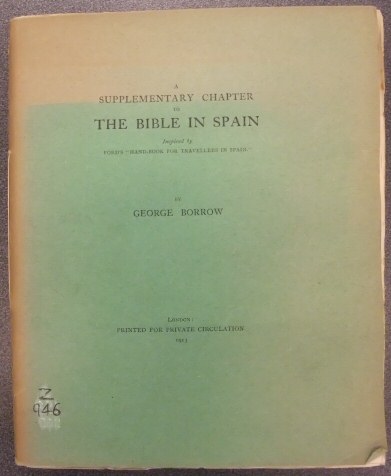 A
SUPPLEMENTARY CHAPTER
TO
THE BIBLE IN SPAIN
Inspired by
FORD'S "HAND-BOOK FOR TRAVELLERS IN SPAIN."
BY
GEORGE BORROW
LONDON:
PRINTED FOR PRIVATE CIRCULATION
1913
Z
946